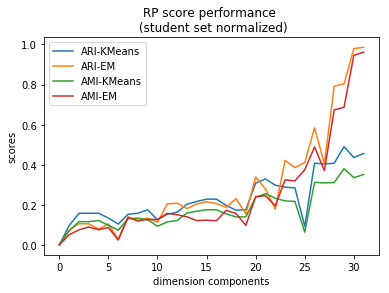 RP score performance
(student set normalized)
ARI-KMeans
ARI-EM
AMI-KMeans
AMI-EM
scores
1.0
0.8
0.6
0.4
0.2
0.0
0 5 10 15 20 25 30
dimension components